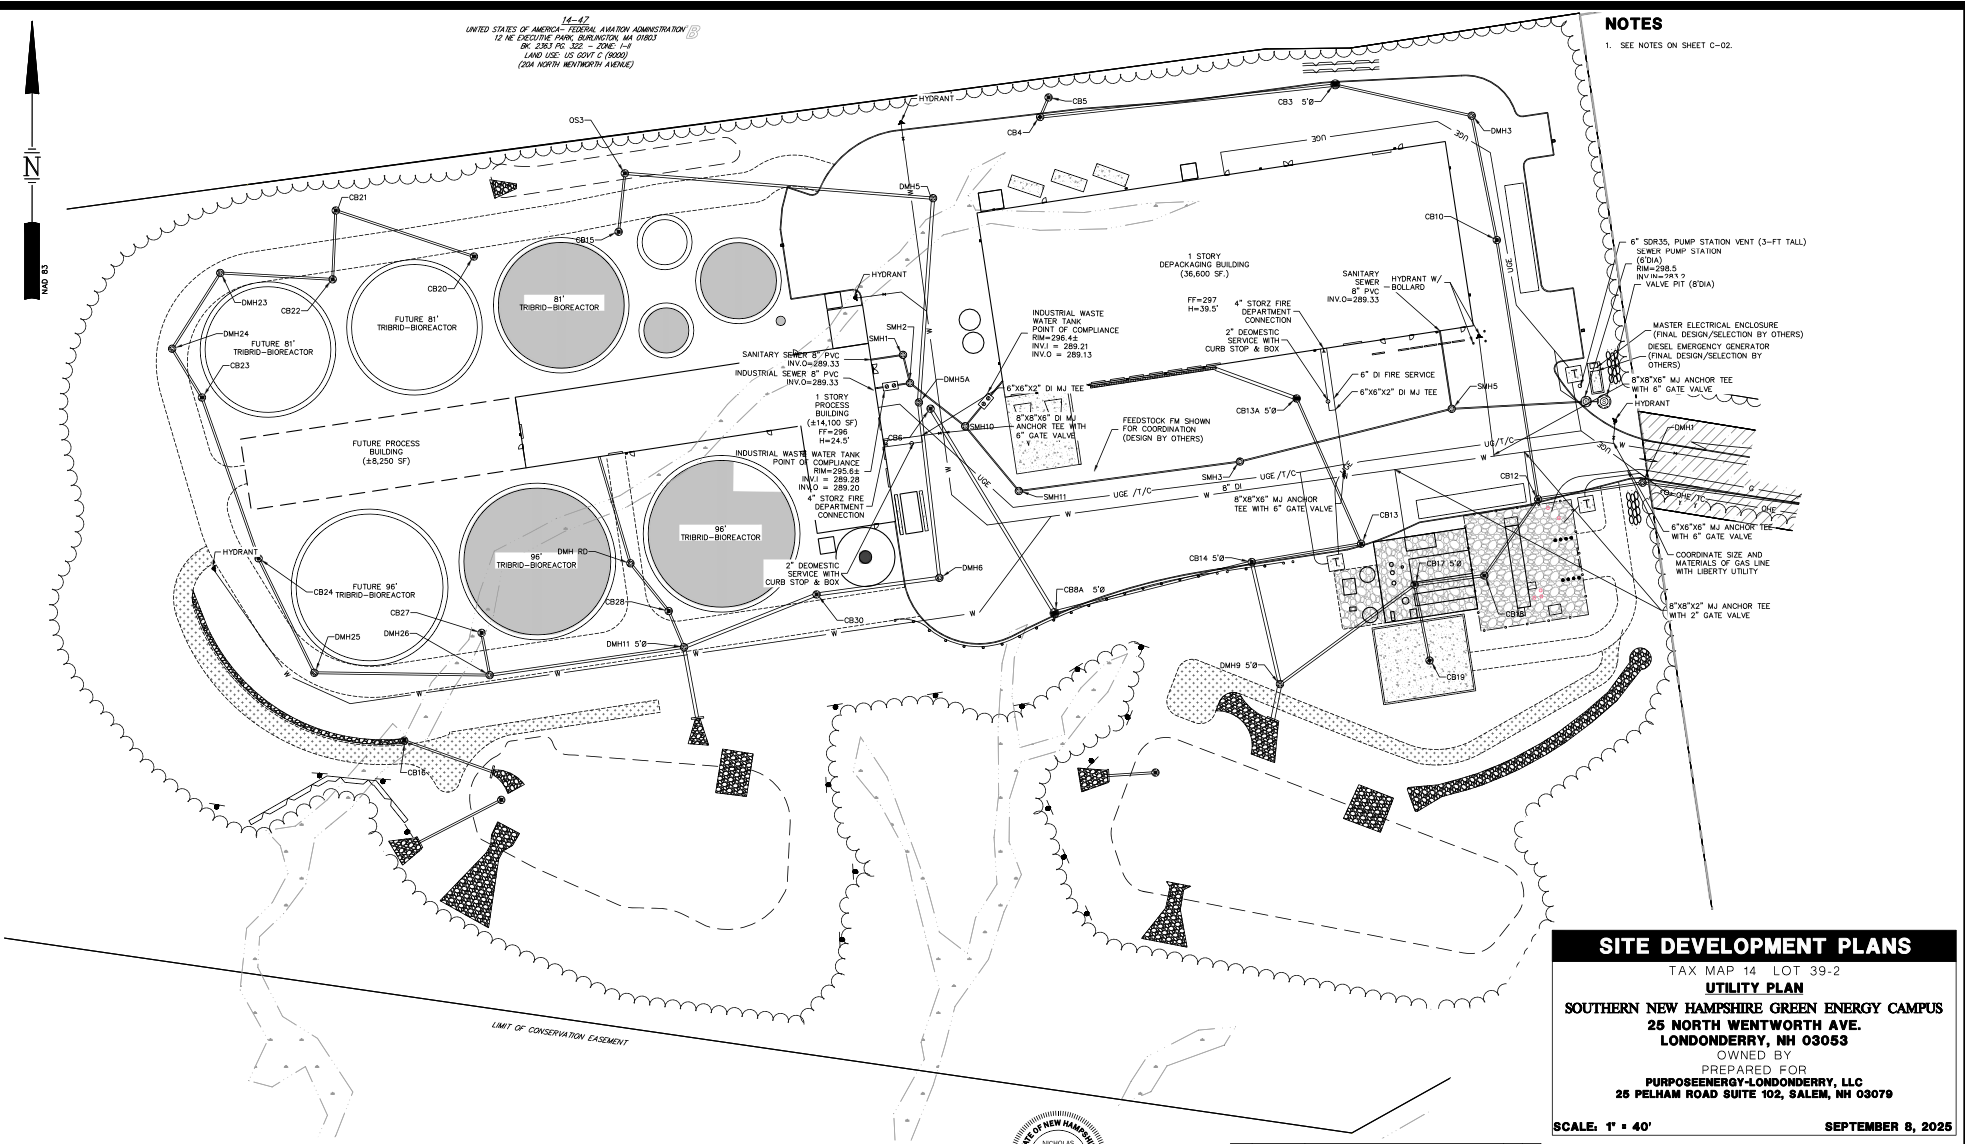 14-47
UNITED STATES OF AMERICA- FEDERAL AVIATION ADMINISTRATION
12 NE EXECUTIVE PARK, BURLINGTON, MA 01803
BK. 2363 PG. 322 - ZONE: I-II
LAND USE: US GOVT C (9000)
(20A NORTH WENTWORTH AVENUE)
B
NOTES
1. SEE NOTES ON SHEET C-02.
N
NAD 83
HYDRANT
CB5
CB4
CB3 5'Ø
DMH3
UGE
UGE
OS3
DMH5
W
CB21
CB15
CB20
CB22
DMH23
DMH24
CB23
CB10
UGE
81'
TRIBRID-BIOREACTOR
FUTURE 81'
TRIBRID-BIOREACTOR
FUTURE 81'
TRIBRID-BIOREACTOR
1 STORY
DEPACKAGING BUILDING
(36,600 SF.)
FF=297
H=39.5'
HYDRANT
SANITARY
SEWER
8" PVC
INV.O=289.33
HYDRANT W/
BOLLARD
6" SDR35, PUMP STATION VENT (3-FT TALL)
SEWER PUMP STATION
(6'DIA)
RIM=298.5
INV.IN=283.2
VALVE PIT (8'DIA)
MASTER ELECTRICAL ENCLOSURE
(FINAL DESIGN/SELECTION BY OTHERS)
DIESEL EMERGENCY GENERATOR
(FINAL DESIGN/SELECTION BY
OTHERS)
8"X8"X6" MJ ANCHOR TEE
WITH 6" GATE VALVE
HYDRANT
DMH1
T
4" STORZ FIRE
DEPARTMENT
CONNECTION
2" DEOMESTIC
SERVICE WITH
CURB STOP & BOX
6" DI FIRE SERVICE
6"X6"X2" DI MJ TEE
INDUSTRIAL WASTE
WATER TANK
POINT OF COMPLIANCE
RIM=296.4±
INV.I = 289.21
INV.O = 289.13
SMH2
SMH1
W
SANITARY SEWER 8" PVC
INV.O=289.33
INDUSTRIAL SEWER 8" PVC
INV.O=289.33
1 STORY
PROCESS
BUILDING
(±14,100 SF)
FF=296
H=24.5'
DMH5A
CB6
SMH10
6"X6"X2" DI MJ TEE
8"X8"X6" DI MJ
ANCHOR TEE WITH
6" GATE VALVE
FEEDSTOCK FM SHOWN
FOR COORDINATION
(DESIGN BY OTHERS)
CB13A 5'Ø
SMH5
SMH3
SMH11
UGE
UGE /T/C
UGE /T/C
UG/T/C
UGE
W
W
W
8" DI
8"X8"X6" MJ ANCHOR
TEE WITH 6" GATE VALVE
FUTURE PROCESS
BUILDING
(±8,250 SF)
INDUSTRIAL WASTE WATER TANK
POINT OF COMPLIANCE
RIM=295.6±
INV.I = 289.28
INV.O = 289.20
4" STORZ FIRE
DEPARTMENT
CONNECTION
96'
TRIBRID-BIOREACTOR
96'
TRIBRID-BIOREACTOR
FUTURE 96'
TRIBRID-BIOREACTOR
DMH RD
2" DEOMESTIC
SERVICE WITH
CURB STOP & BOX
HYDRANT
CB24
CB27
CB28
DMH25
DMH26
DMH11 5'Ø
CB30
DMH6
CB8A 5'Ø
CB14 5'Ø
CB13
CB12
CB17 5'Ø
CB18
CB19
DMH9 5'Ø
CB16
W
W
W
W
W
T
T
G
OHE/TC
OHE
6"X6"X6" MJ ANCHOR TEE
WITH 6" GATE VALVE
COORDINATE SIZE AND
MATERIALS OF GAS LINE
WITH LIBERTY UTILITY
8"X8"X2" MJ ANCHOR TEE
WITH 2" GATE VALVE
LIMIT OF CONSERVATION EASEMENT
NEW HAMPSHIRE
NICHOLAS
SITE DEVELOPMENT PLANS
TAX MAP 14 LOT 39-2
UTILITY PLAN
SOUTHERN NEW HAMPSHIRE GREEN ENERGY CAMPUS
25 NORTH WENTWORTH AVE.
LONDONDERRY, NH 03053
OWNED BY
PREPARED FOR
PURPOSEENERGY-LONDONDERRY, LLC
25 PELHAM ROAD SUITE 102, SALEM, NH 03079
SCALE: 1" = 40' SEPTEMBER 8, 2025